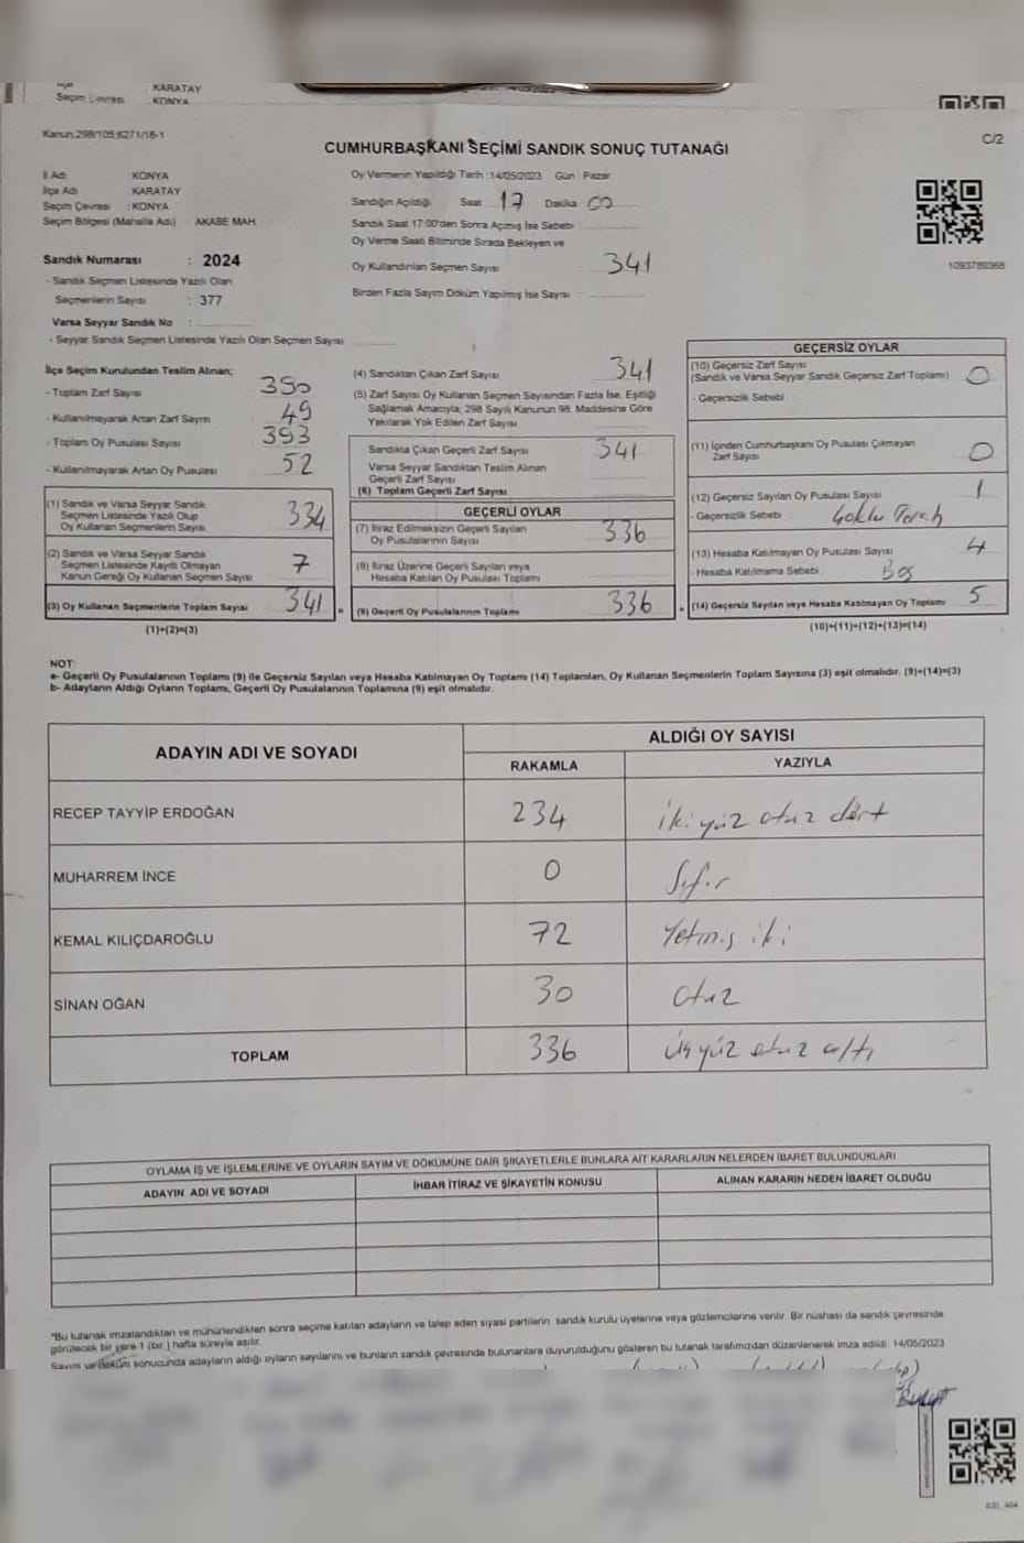 KARATAY
Seçim Çevresi KONYA
Kanun:298/105;6271/16-1
C/2
CUMHURBAŞKANI SEÇİMİ SANDIK SONUÇ TUTANAĞI
İl Adı : KONYA
İlçe Adı : KARATAY
Seçim Çevresi : KONYA
Seçim Bölgesi (Mahalle Adı) : AKABE MAH.
Oy Vermenin Yapıldığı Tarih :14/05/2023 Gün : Pazar
Sandığın Açıldığı Saat 17 Dakika 00
Sandık Saat 17:00'den Sonra Açılmış İse Sebebi :
Oy Verme Saati Bitiminde Sırada Bekleyen ve
Oy Kullandırılan Seçmen Sayısı : 341
Birden Fazla Sayım Döküm Yapılmış İse Sayısı :
1093789368
Sandık Numarası : 2024
- Sandık Seçmen Listesinde Yazılı Olan
Seçmenlerin Sayısı : 377
Varsa Seyyar Sandık No :
- Seyyar Sandık Seçmen Listesinde Yazılı Olan Seçmen Sayısı
İlçe Seçim Kurulundan Teslim Alınan;
- Toplam Zarf Sayısı : 390
- Kullanılmayarak Artan Zarf Sayısı : 49
- Toplam Oy Pusulası Sayısı : 393
- Kullanılmayarak Artan Oy Pusulası : 52
(1) Sandık ve Varsa Seyyar Sandık
Seçmen Listesinde Yazılı Olup
Oy Kullanan Seçmenlerin Sayısı 334
(2) Sandık ve Varsa Seyyar Sandık
Seçmen Listesinde Kayıtlı Olmayan
Kanun Gereği Oy Kullanan Seçmen Sayısı 7
(3) Oy Kullanan Seçmenlerin Toplam Sayısı 341
(1)+(2)=(3)
(4) Sandıktan Çıkan Zarf Sayısı 341
(5) Zarf Sayısı Oy Kullanan Seçmen Sayısından Fazla İse, Eşitliği
Sağlamak Amacıyla, 298 Sayılı Kanunun 98. Maddesine Göre
Yakılarak Yok Edilen Zarf Sayısı
Sandıkta Çıkan Geçerli Zarf Sayısı 341
Varsa Seyyar Sandıktan Teslim Alınan
Geçerli Zarf Sayısı
(6) Toplam Geçerli Zarf Sayısı
GEÇERLİ OYLAR
(7) İtiraz Edilmeksizin Geçerli Sayılan
Oy Pusulalarının Sayısı 336
(8) İtiraz Üzerine Geçerli Sayılan veya
Hesaba Katılan Oy Pusulası Toplamı
(9) Geçerli Oy Pusulalarının Toplamı 336
GEÇERSİZ OYLAR
(10) Geçersiz Zarf Sayısı
(Sandık ve Varsa Seyyar Sandık Geçersiz Zarf Toplamı) 0
- Geçersizlik Sebebi
(11) İçinden Cumhurbaşkanı Oy Pusulası Çıkmayan
Zarf Sayısı 0
(12) Geçersiz Sayılan Oy Pusulası Sayısı 1
- Geçersizlik Sebebi
(13) Hesaba Katılmayan Oy Pusulası Sayısı 4
- Hesaba Katılmama Sebebi Boş
(14) Geçersiz Sayılan veya Hesaba Katılmayan Oy Toplamı 5
(10)+(11)+(12)+(13)=(14)
NOT:
a- Geçerli Oy Pusulalarının Toplamı (9) ile Geçersiz Sayılan veya Hesaba Katılmayan Oy Toplamı (14) Toplamları, Oy Kullanan Seçmenlerin Toplam Sayısına (3) eşit olmalıdır. (9)+(14)=(3)
b- Adayların Aldığı Oyların Toplamı, Geçerli Oy Pusulalarının Toplamına (9) eşit olmalıdır.
ADAYIN ADI VE SOYADI
ALDIĞI OY SAYISI
RAKAMLA YAZIYLA
RECEP TAYYİP ERDOĞAN 234 iki yüz otuz dört
MUHARREM İNCE 0 Sıfır
KEMAL KILIÇDAROĞLU 72 Yetmiş iki
SİNAN OĞAN 30 Otuz
TOPLAM 336 üç yüz otuz altı
OYLAMA İŞ VE İŞLEMLERİNE VE OYLARIN SAYIM VE DÖKÜMÜNE DAİR ŞİKAYETLERLE BUNLARA AİT KARARLARIN NELERDEN İBARET BULUNDUKLARI
ADAYIN ADI VE SOYADI İHBAR İTİRAZ VE ŞİKAYETİN KONUSU ALINAN KARARIN NEDEN İBARET OLDUĞU
*Bu tutanak imzalandıktan ve mühürlendikten sonra seçime katılan adayların ve talep eden siyasi partilerin sandık kurulu üyelerine veya gözlemcilerine verilir. Bir nüshası da sandık çevresinde
görülecek bir yere 1 (bir) hafta süreyle asılır.
Sayım ve döküm sonucunda adayların aldığı oyların sayılarını ve bunların sandık çevresinde bulunanlara duyurulduğunu gösteren bu tutanak tarafımızdan düzenlenerek imza edildi. 14/05/2023